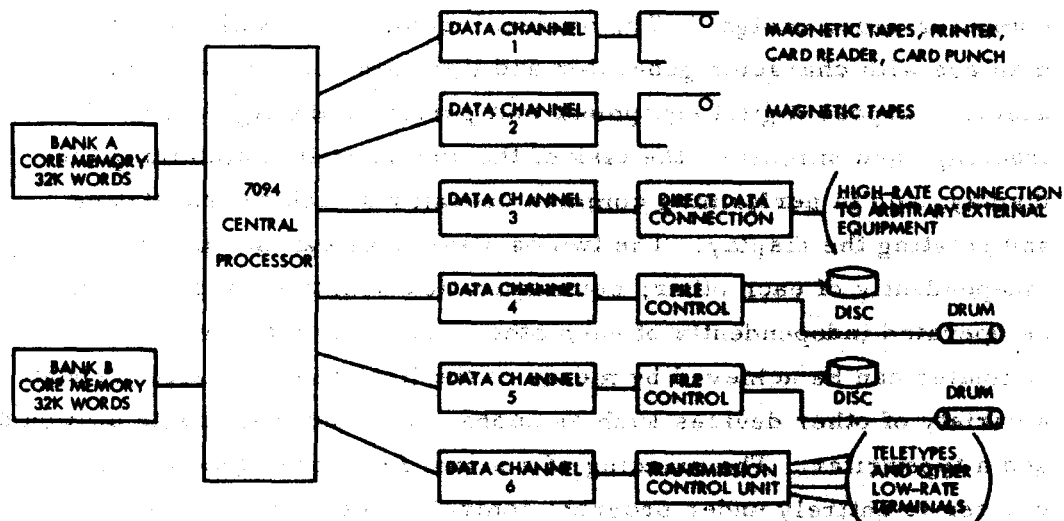 DATA CHANNEL
1
MAGNETIC TAPES, PRINTER,
CARD READER, CARD PUNCH
DATA CHANNEL
2
MAGNETIC TAPES
BANK A
CORE MEMORY
32K WORDS
7094
CENTRAL
PROCESSOR
DATA CHANNEL
3
DIRECT DATA
CONNECTION
HIGH-RATE CONNECTION
TO ARBITRARY EXTERNAL
EQUIPMENT
DATA CHANNEL
4
FILE
CONTROL
DISC
DRUM
BANK B
CORE MEMORY
32K WORDS
DATA CHANNEL
5
FILE
CONTROL
DISC
DRUM
DATA CHANNEL
6
TRANSMISSION
CONTROL UNIT
TELETYPES
AND OTHER
LOW-RATE
TERMINALS